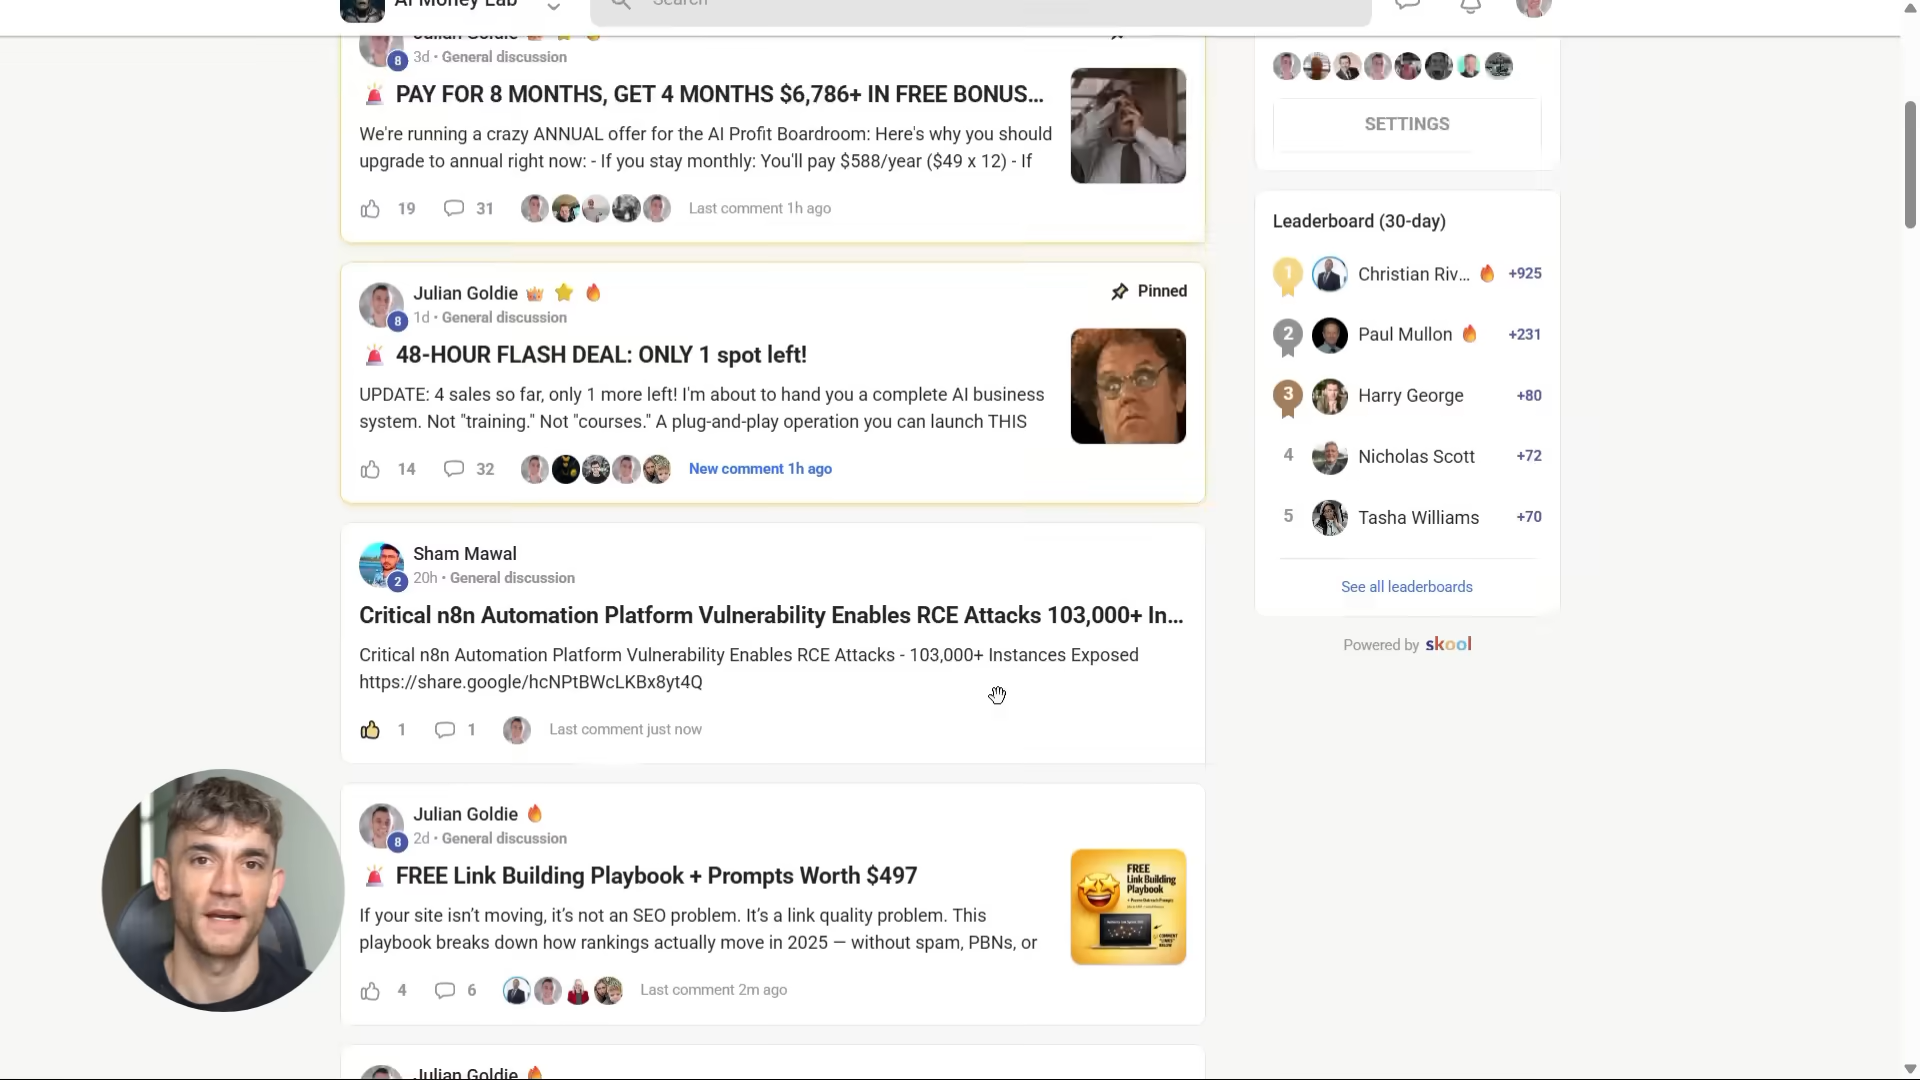 AI Money Lab
Search
Julian Goldie
8
3d • General discussion
PAY FOR 8 MONTHS, GET 4 MONTHS $6,786+ IN FREE BONUS...
We're running a crazy ANNUAL offer for the AI Profit Boardroom: Here's why you should
upgrade to annual right now: - If you stay monthly: You'll pay $588/year ($49 x 12) - If
19
31
Last comment 1h ago
Julian Goldie
Pinned
8
1d • General discussion
48-HOUR FLASH DEAL: ONLY 1 spot left!
UPDATE: 4 sales so far, only 1 more left! I'm about to hand you a complete AI business
system. Not "training." Not "courses." A plug-and-play operation you can launch THIS
14
32
New comment 1h ago
Sham Mawal
2
20h • General discussion
Critical n8n Automation Platform Vulnerability Enables RCE Attacks 103,000+ In...
Critical n8n Automation Platform Vulnerability Enables RCE Attacks - 103,000+ Instances Exposed
https://share.google/hcNPtBWcLKBx8yt4Q
1
1
Last comment just now
Julian Goldie
8
2d • General discussion
FREE Link Building Playbook + Prompts Worth $497
If your site isn’t moving, it’s not an SEO problem. It’s a link quality problem. This
playbook breaks down how rankings actually move in 2025 — without spam, PBNs, or
FREE
Link Building
Playbook
4
6
Last comment 2m ago
Julian Goldie
SETTINGS
Leaderboard (30-day)
1
Christian Riv...
+925
2
Paul Mullon
+231
3
Harry George
+80
4
Nicholas Scott
+72
5
Tasha Williams
+70
See all leaderboards
Powered by skool